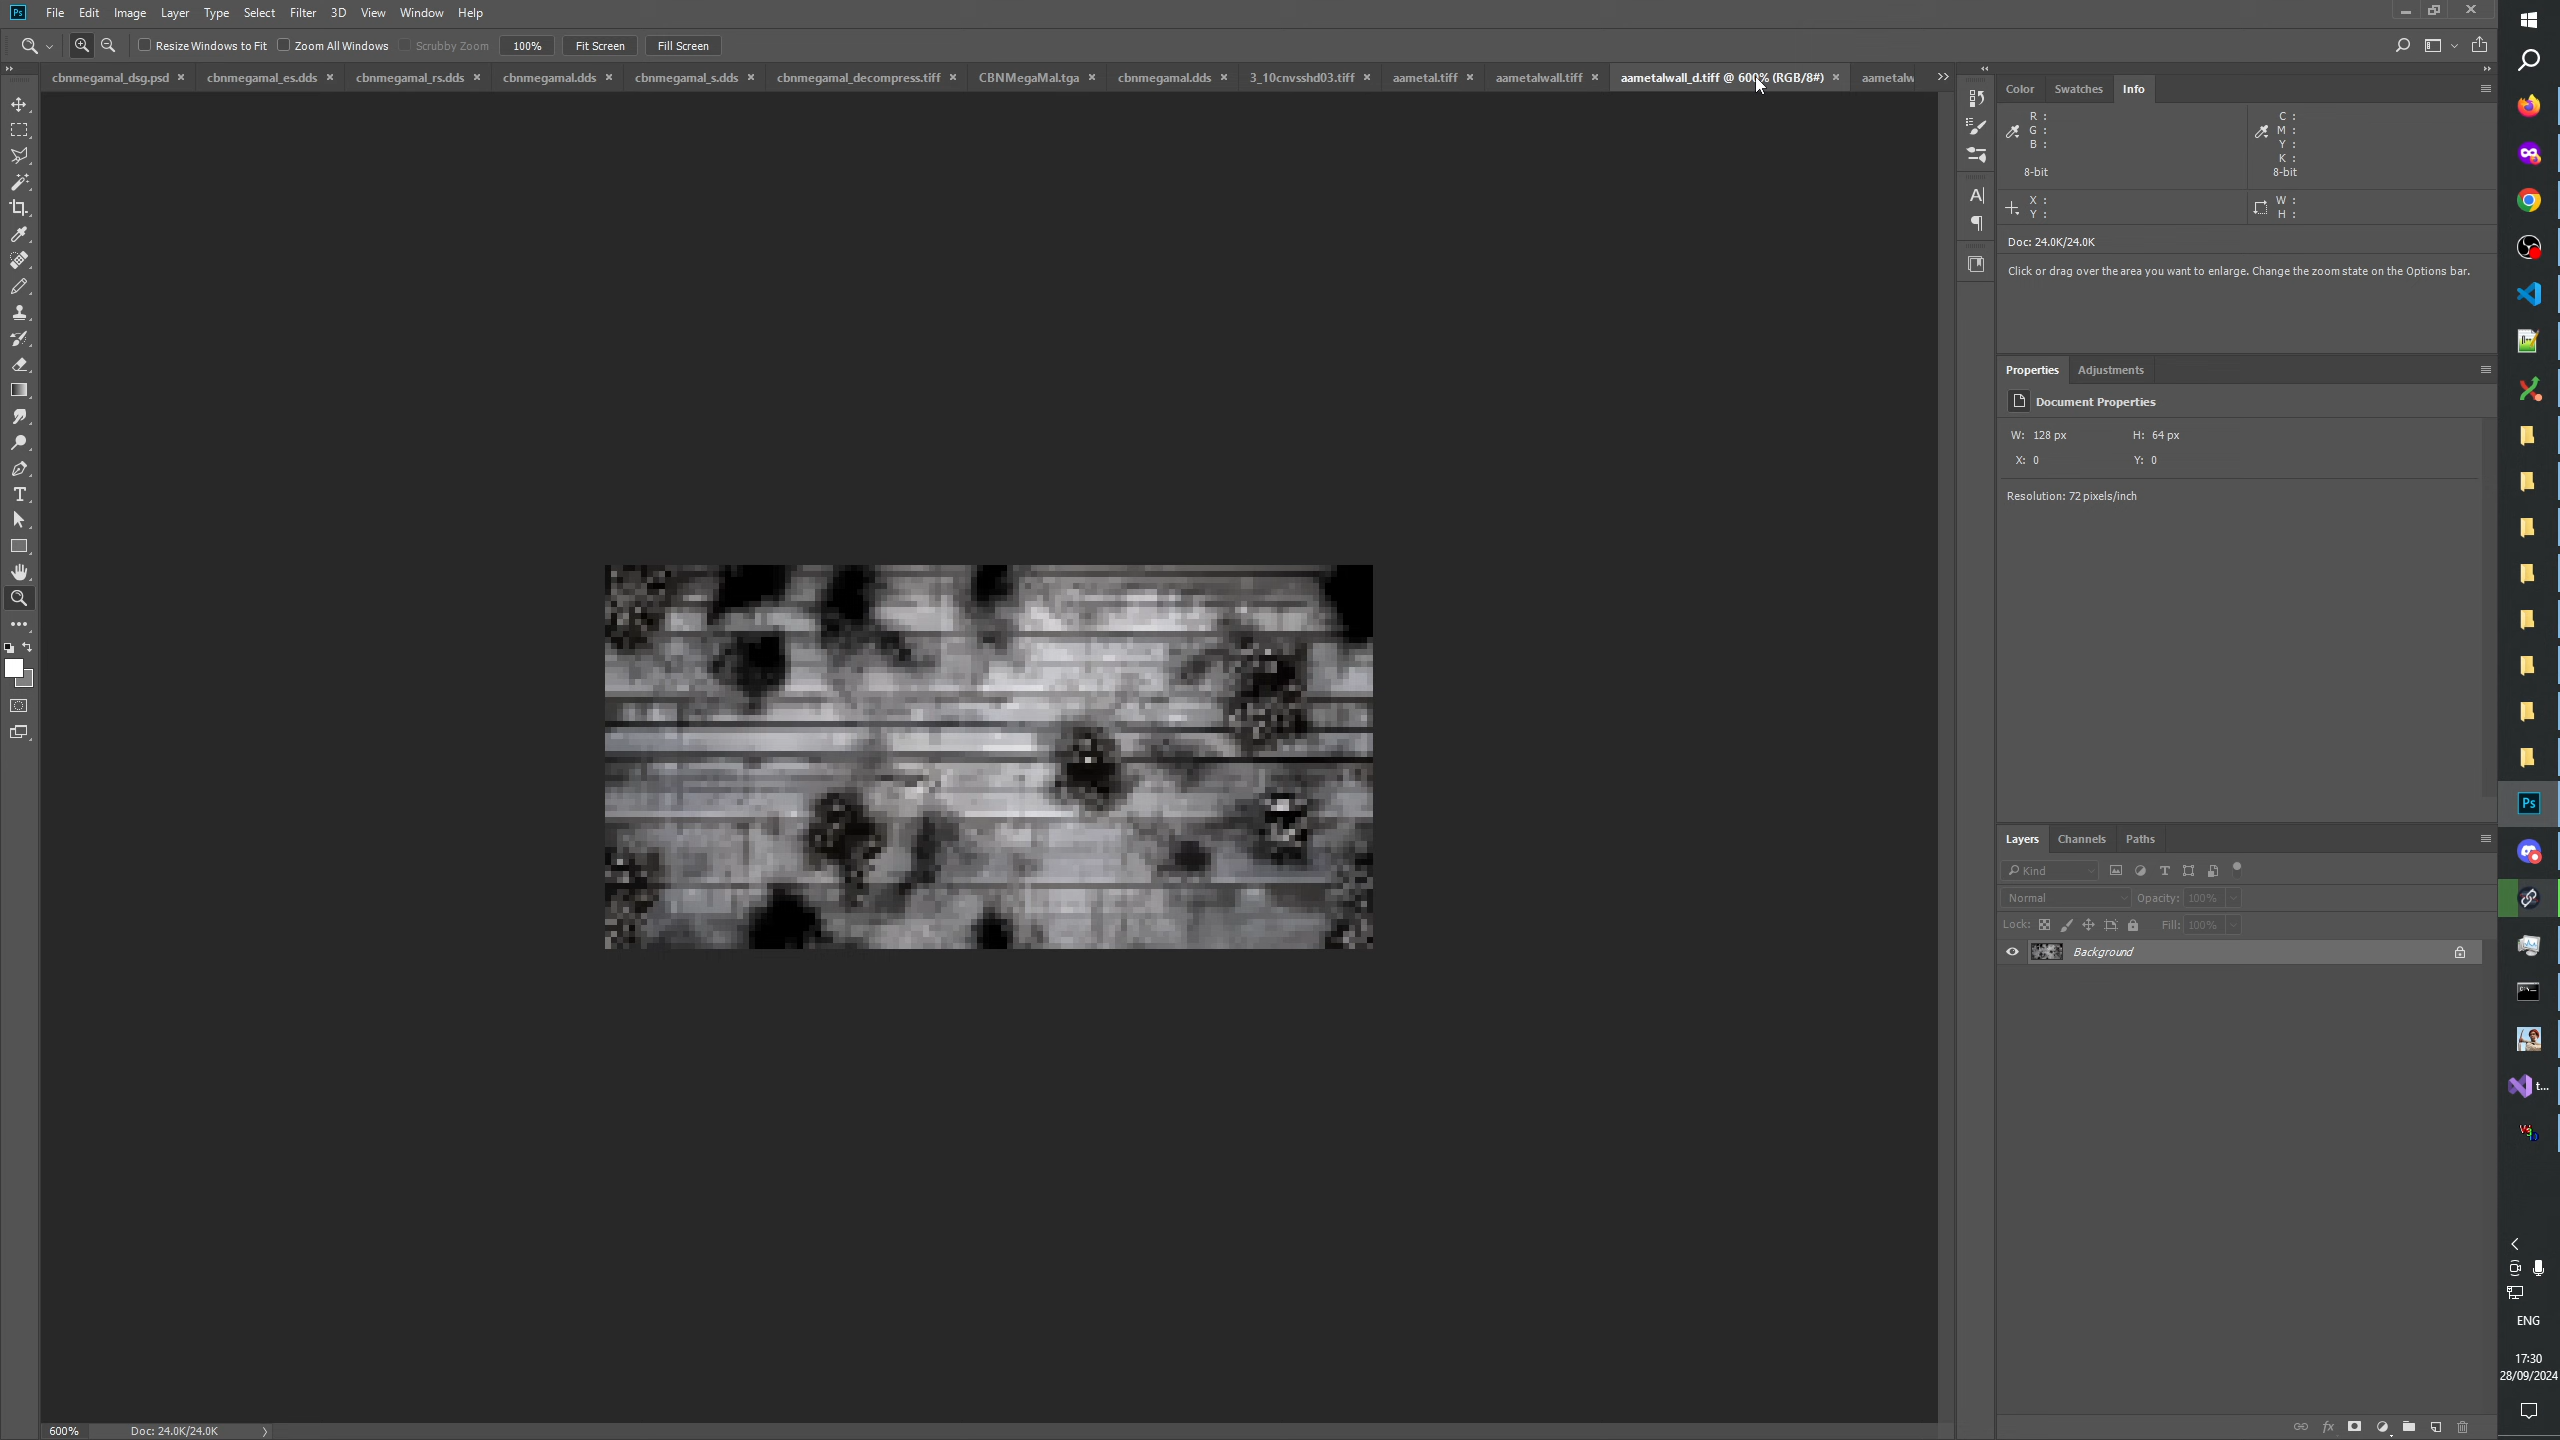 Ps File Edit Image Layer Type Select Filter 3D View Window Help
Resize Windows to Fit Zoom All Windows Scrubby Zoom 100% Fit Screen Fill Screen
cbnmegamal_dsg.psd × cbnmegamal_es.dds × cbnmegamal_rs.dds × cbnmegamal.dds × cbnmegamal_s.dds × cbnmegamal_decompress.tiff × CBNMegaMal.tga × cbnmegamal.dds × 3_10cnvsshd03.tiff × aametal.tiff × aametalwall.tiff × aametalwall_d.tiff @ 600% (RGB/8#) × aametalw
Color Swatches Info
R :
G :
B :
8-bit
C :
M :
Y :
K :
8-bit
X :
Y :
W :
H :
Doc: 24.0K/24.0K
Click or drag over the area you want to enlarge. Change the zoom state on the Options bar.
Properties Adjustments
Document Properties
W: 128 px H: 64 px
X: 0 Y: 0
Resolution: 72 pixels/inch
Layers Channels Paths
Kind
Normal Opacity: 100%
Lock: Fill: 100%
Background
600% Doc: 24.0K/24.0K
Ps
t...
ENG
17:30
28/09/2024